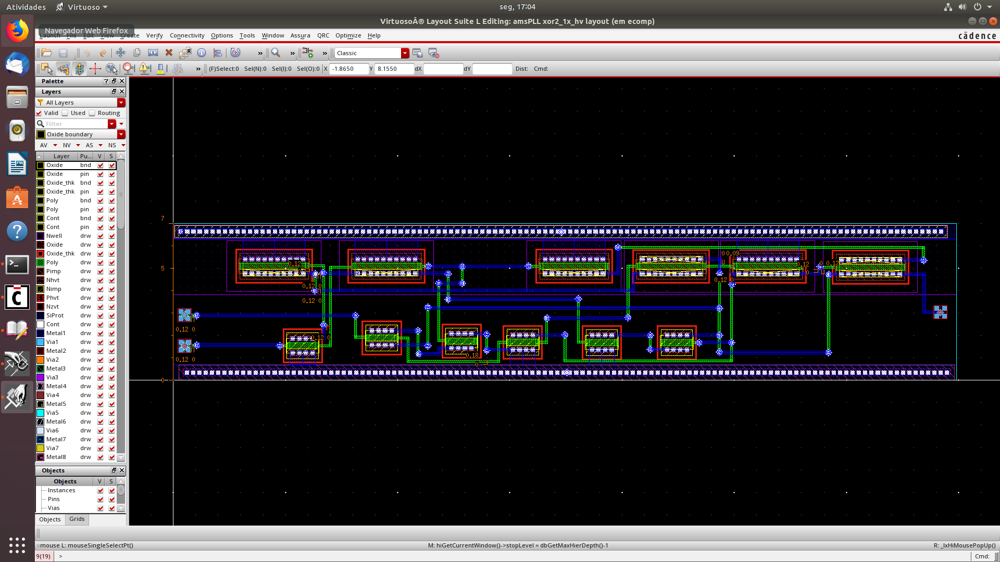 Atividades Virtuoso seg, 17:04
VirtuosoÂ® Layout Suite L Editing: amsPLL xor2_1x_hv layout (em ecomp)
Navegador Web Firefox
Launch File Edit View Create Verify Connectivity Options Tools Window Assura QRC Optimize Help cādence
» » » Classic
» (F)Select:0 Sel(N):0 Sel(I):0 Sel(O):0 X -1.8650 Y 8.1550 dX dY Dist: Cmd:
Palette
Layers
All Layers
Valid Used Routing
Filter
Oxide boundary
AV NV AS NS
Layer Pu... V S
Oxide bnd
Oxide pin
Oxide_thk bnd
Oxide_thk pin
Poly bnd
Poly pin
Cont bnd
Cont pin
Nwell drw
Oxide drw
Oxide_thk drw
Poly drw
Pimp drw
Nhvt drw
Nimp drw
Phvt drw
Nzvt drw
SiProt drw
Cont drw
Metal1 drw
Via1 drw
Metal2 drw
Via2 drw
Metal3 drw
Via3 drw
Metal4 drw
Via4 drw
Metal5 drw
Via5 drw
Metal6 drw
Via6 drw
Metal7 drw
Via7 drw
Metal8 drw
Objects
Objects V S
Instances
Pins
Vias
Objects Grids
7
5
0
0.12
0.12 0
0.12 0
0.12 0
0.12 0
0.12 0
0.18
0
0.12 0
0.12
0 0.12
mouse L: mouseSingleSelectPt() M: hiGetCurrentWindow()->stopLevel = dbGetMaxHierDepth()-1 R: _lxHiMousePopUp()
9(19) > Cmd: